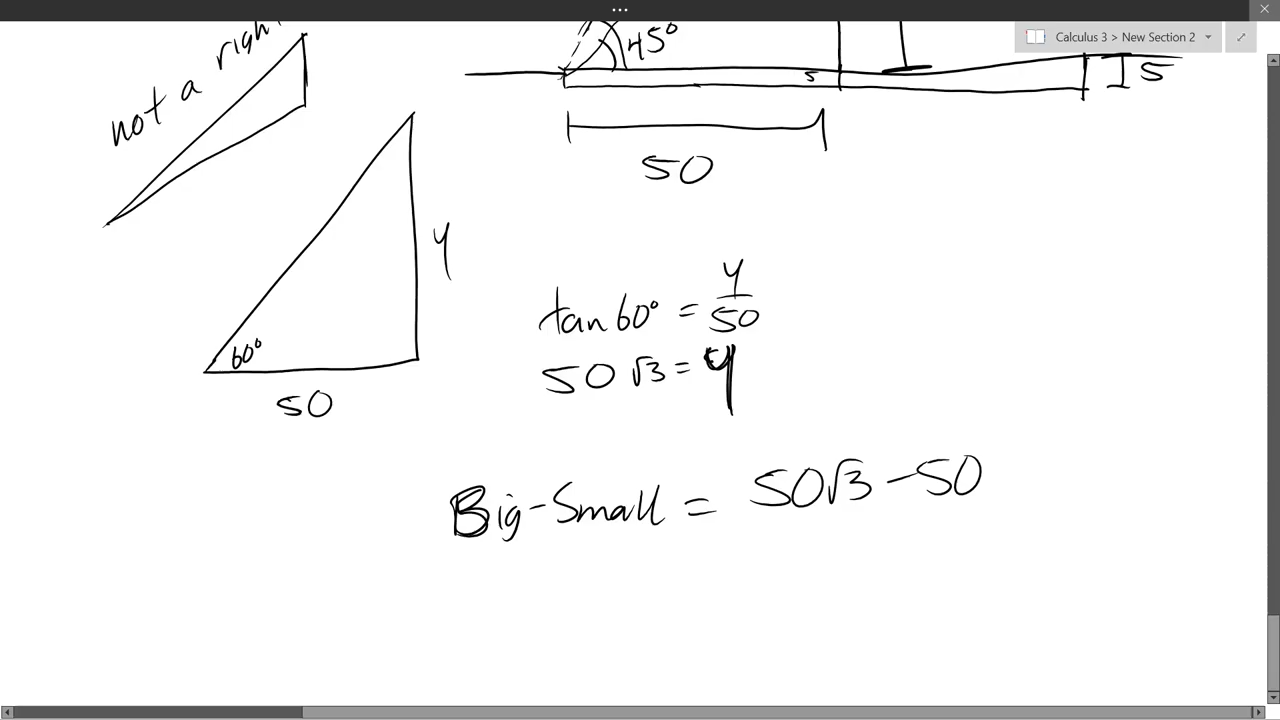 ...
Calculus 3 > New Section 2
not a righ
45°
5
5
50
y
tan 60° = y/50
60°
50√3 = y
50
Big-Small = 50√3 - 50